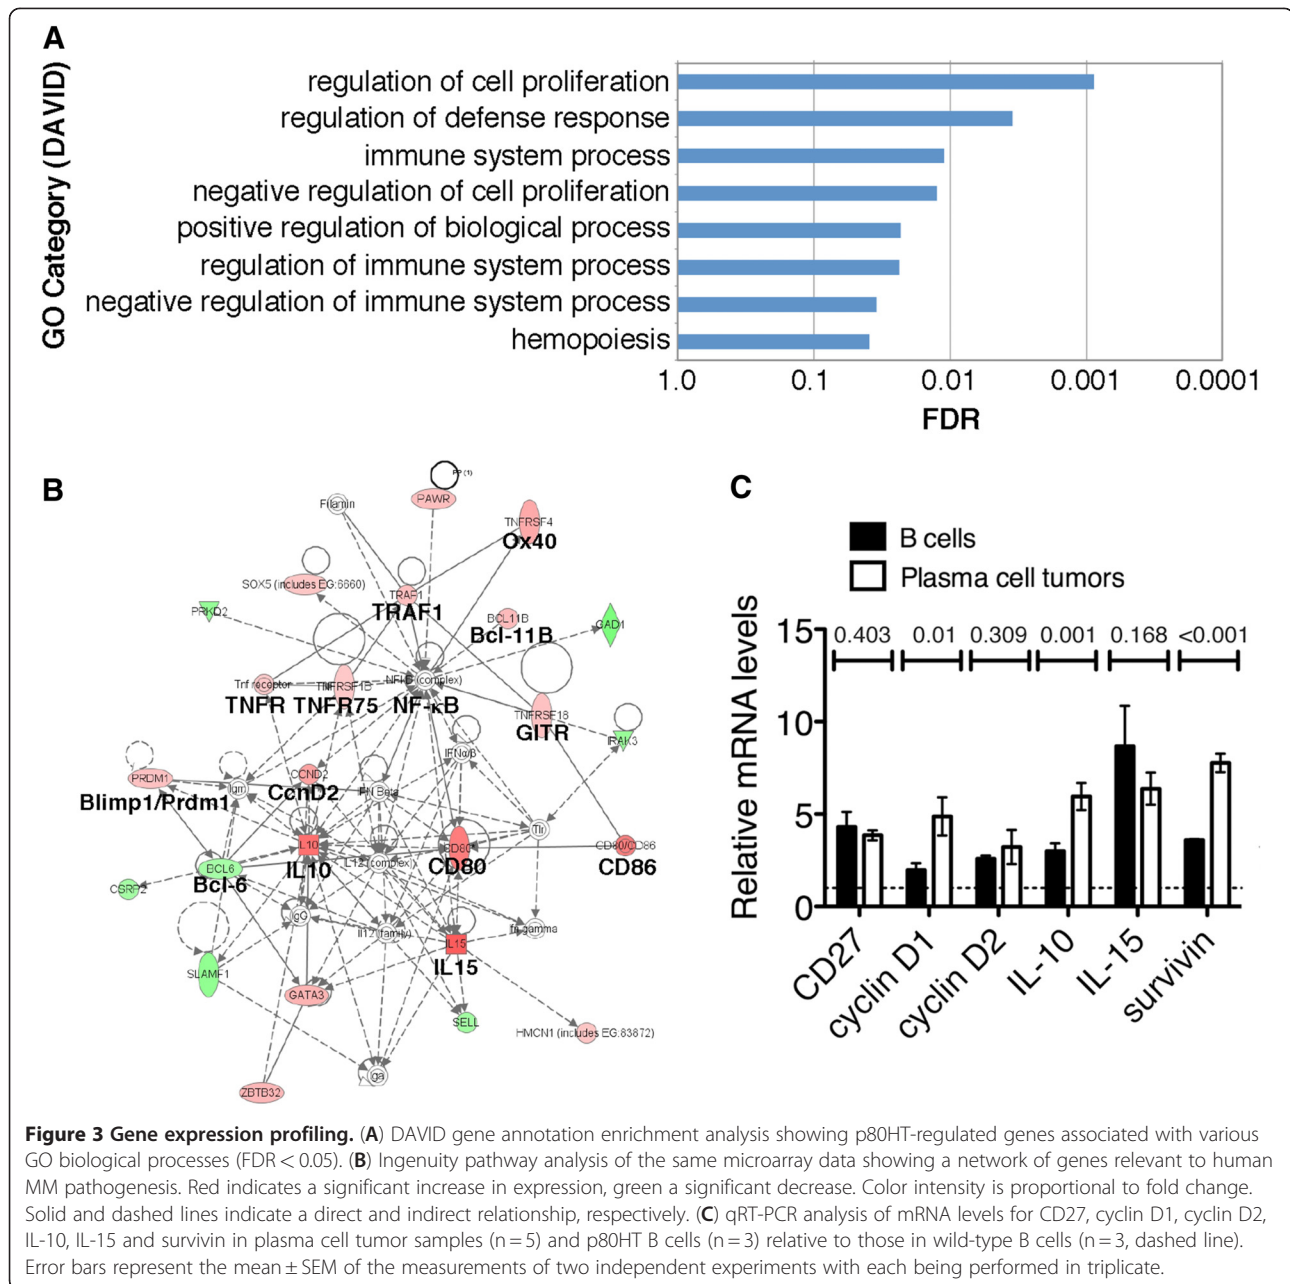 A
GO Category (DAVID)
regulation of cell proliferation
regulation of defense response
immune system process
negative regulation of cell proliferation
positive regulation of biological process
regulation of immune system process
negative regulation of immune system process
hemopoiesis
1.0 0.1 0.01 0.001 0.0001
FDR
B
PAWR
Filamin
TNFRSF4
Ox40
SOX5 (includes EG:6660)
TRAF1
TRAF1
PRKD2
BCL11B
Bcl-11B
GAD1
Tnf receptor
TNFRSF1B
NFkB (complex)
TNFR TNFR75 NF-κB
TNFRSF18
GITR
IRAK3
IFNα/β
PRDM1
Blimp1/Prdm1
CCND2
CcnD2
Igm
IFN Beta
IL10
IL10
IL12 (complex)
CD80
CD80
Tlr
CD80/CD86
CD86
BCL6
Bcl-6
CSRP2
IgG
Il12 (family)
IL15
IL15
Ifn gamma
SLAMF1
GATA3
SELL
HMCN1 (includes EG:83872)
Iga
ZBTB32
C
B cells
Plasma cell tumors
Relative mRNA levels
15
10
5
0
0.403 0.01 0.309 0.001 0.168 <0.001
CD27
cyclin D1
cyclin D2
IL-10
IL-15
survivin
Figure 3 Gene expression profiling. (A) DAVID gene annotation enrichment analysis showing p80HT-regulated genes associated with various
GO biological processes (FDR < 0.05). (B) Ingenuity pathway analysis of the same microarray data showing a network of genes relevant to human
MM pathogenesis. Red indicates a significant increase in expression, green a significant decrease. Color intensity is proportional to fold change.
Solid and dashed lines indicate a direct and indirect relationship, respectively. (C) qRT-PCR analysis of mRNA levels for CD27, cyclin D1, cyclin D2,
IL-10, IL-15 and survivin in plasma cell tumor samples (n = 5) and p80HT B cells (n = 3) relative to those in wild-type B cells (n = 3, dashed line).
Error bars represent the mean ± SEM of the measurements of two independent experiments with each being performed in triplicate.